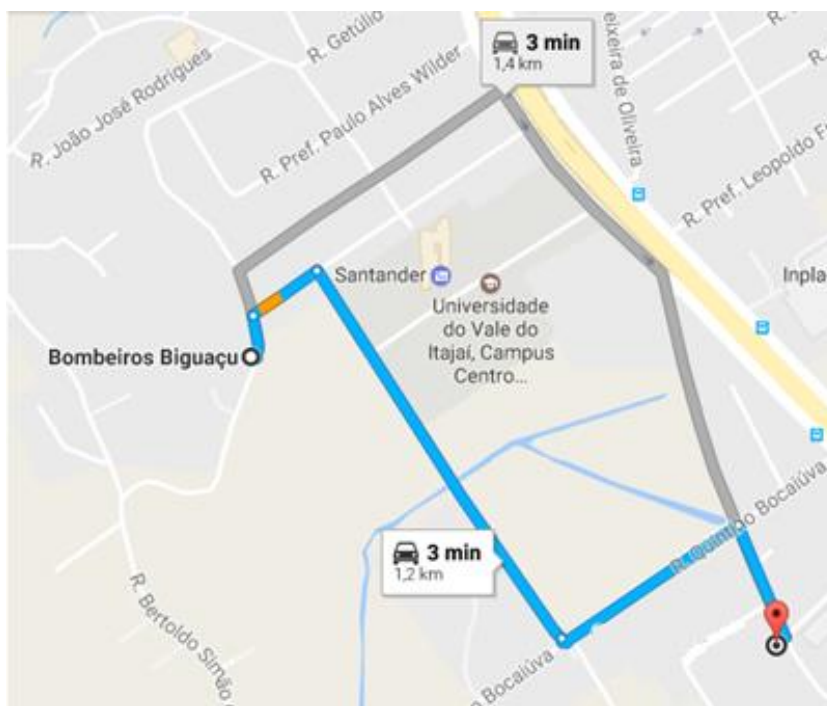 R. Getúlio
R. João José Rodrigues
R. Pref. Paulo Alves Wilder
3 min
1,4 km
eixeira de Oliveira
R. Pref. Leopoldo F
Santander
Universidade
do Vale do
Itajaí, Campus
Centro...
Inpla
Bombeiros Biguaçu
3 min
1,2 km
R. Quintino Bocaiúva
R. Bertoldo Simão
Bocaiúva